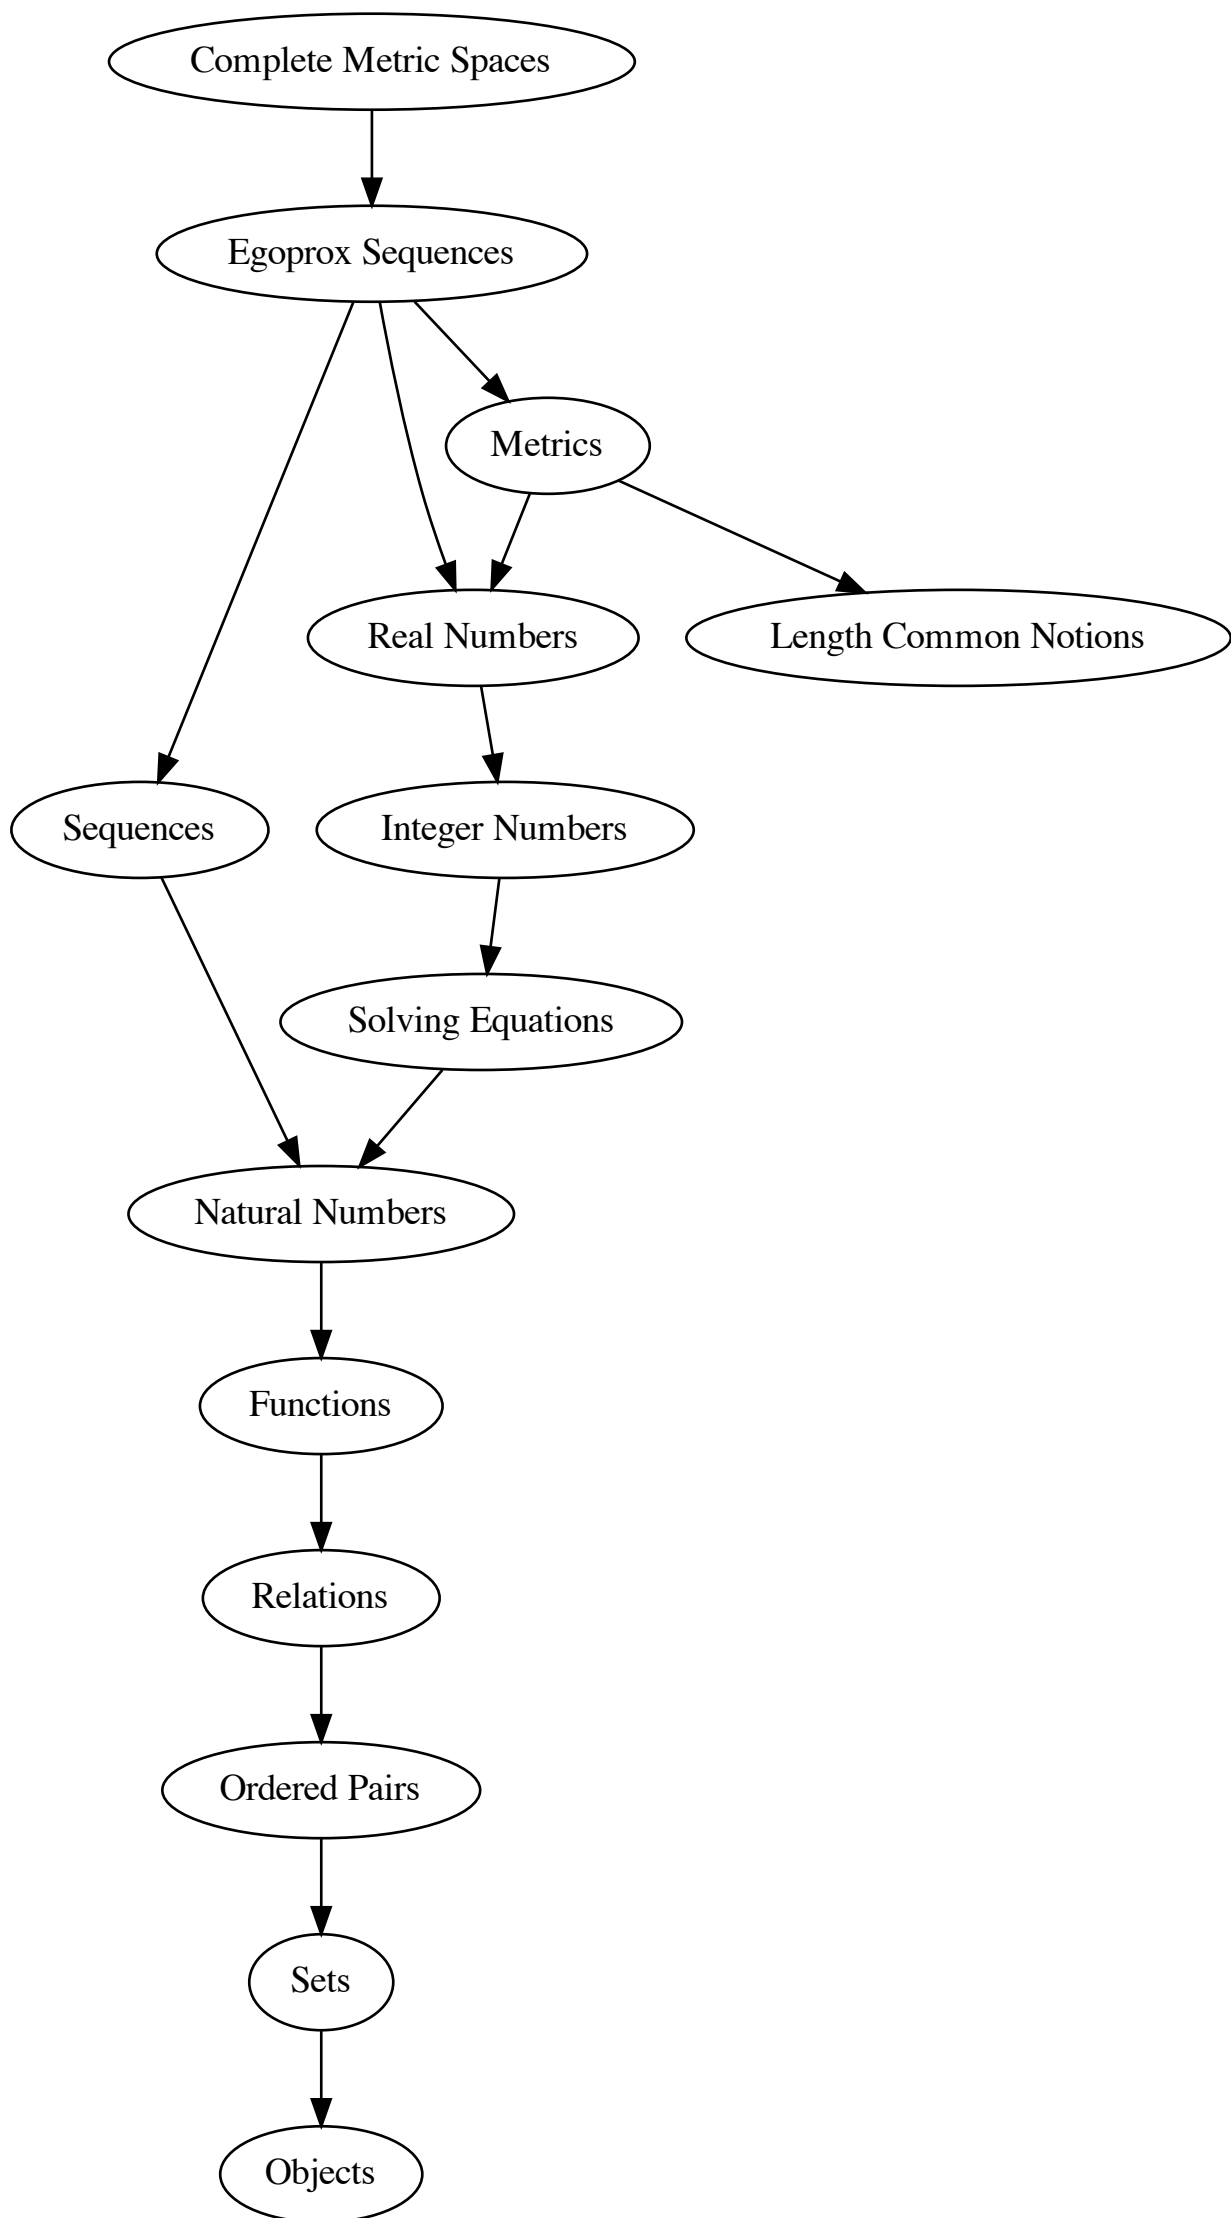 Complete Metric Spaces
Egoprox Sequences
Metrics
Real Numbers
Length Common Notions
Sequences
Integer Numbers
Solving Equations
Natural Numbers
Functions
Relations
Ordered Pairs
Sets
Objects